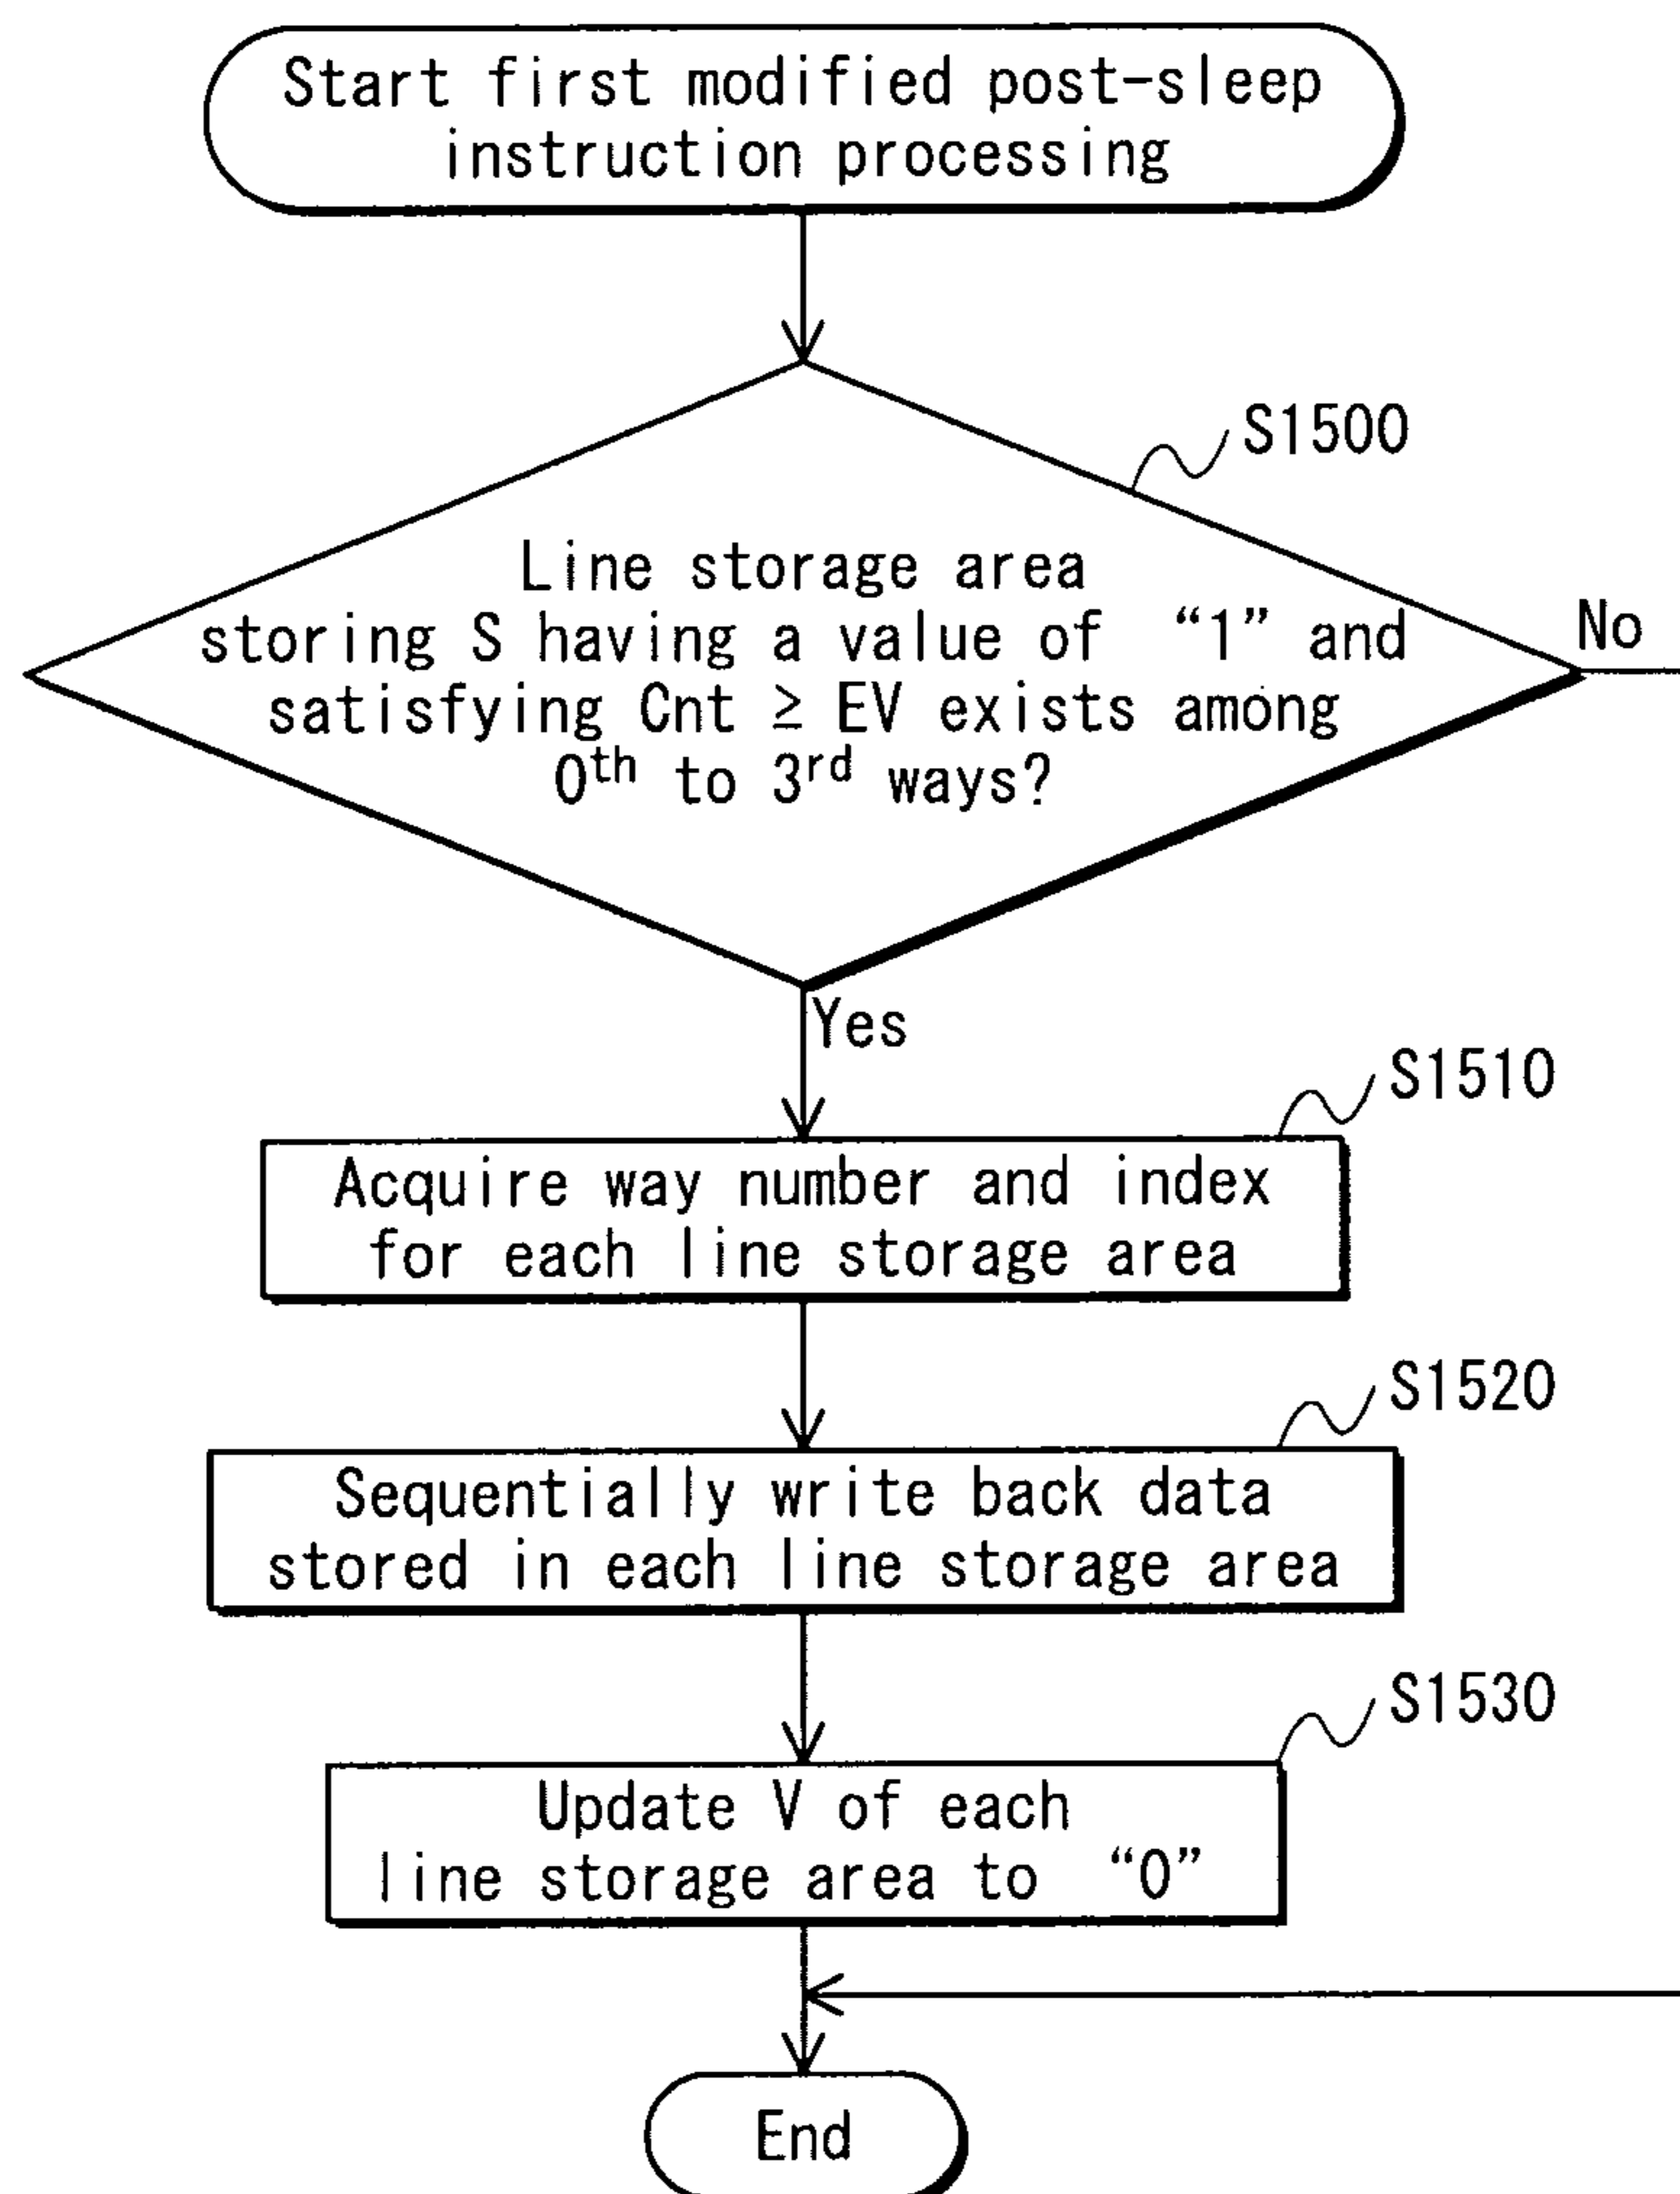 Start first modified post-sleep
instruction processing
S1500
Line storage area
storing S having a value of “1” and
satisfying Cnt ≧ EV exists among
0th to 3rd ways?
No
Yes
S1510
Acquire way number and index
for each line storage area
S1520
Sequentially write back data
stored in each line storage area
S1530
Update V of each
line storage area to “0”
End